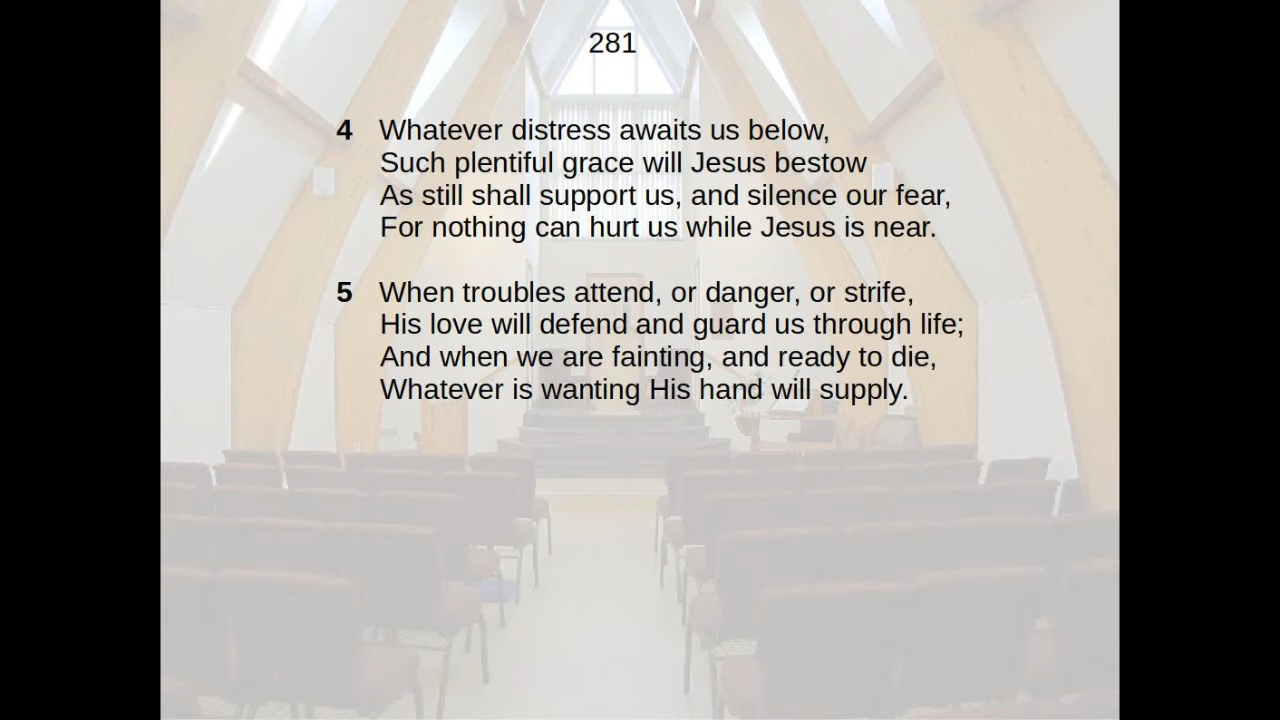 281
4 Whatever distress awaits us below,
Such plentiful grace will Jesus bestow
As still shall support us, and silence our fear,
For nothing can hurt us while Jesus is near.
5 When troubles attend, or danger, or strife,
His love will defend and guard us through life;
And when we are fainting, and ready to die,
Whatever is wanting His hand will supply.